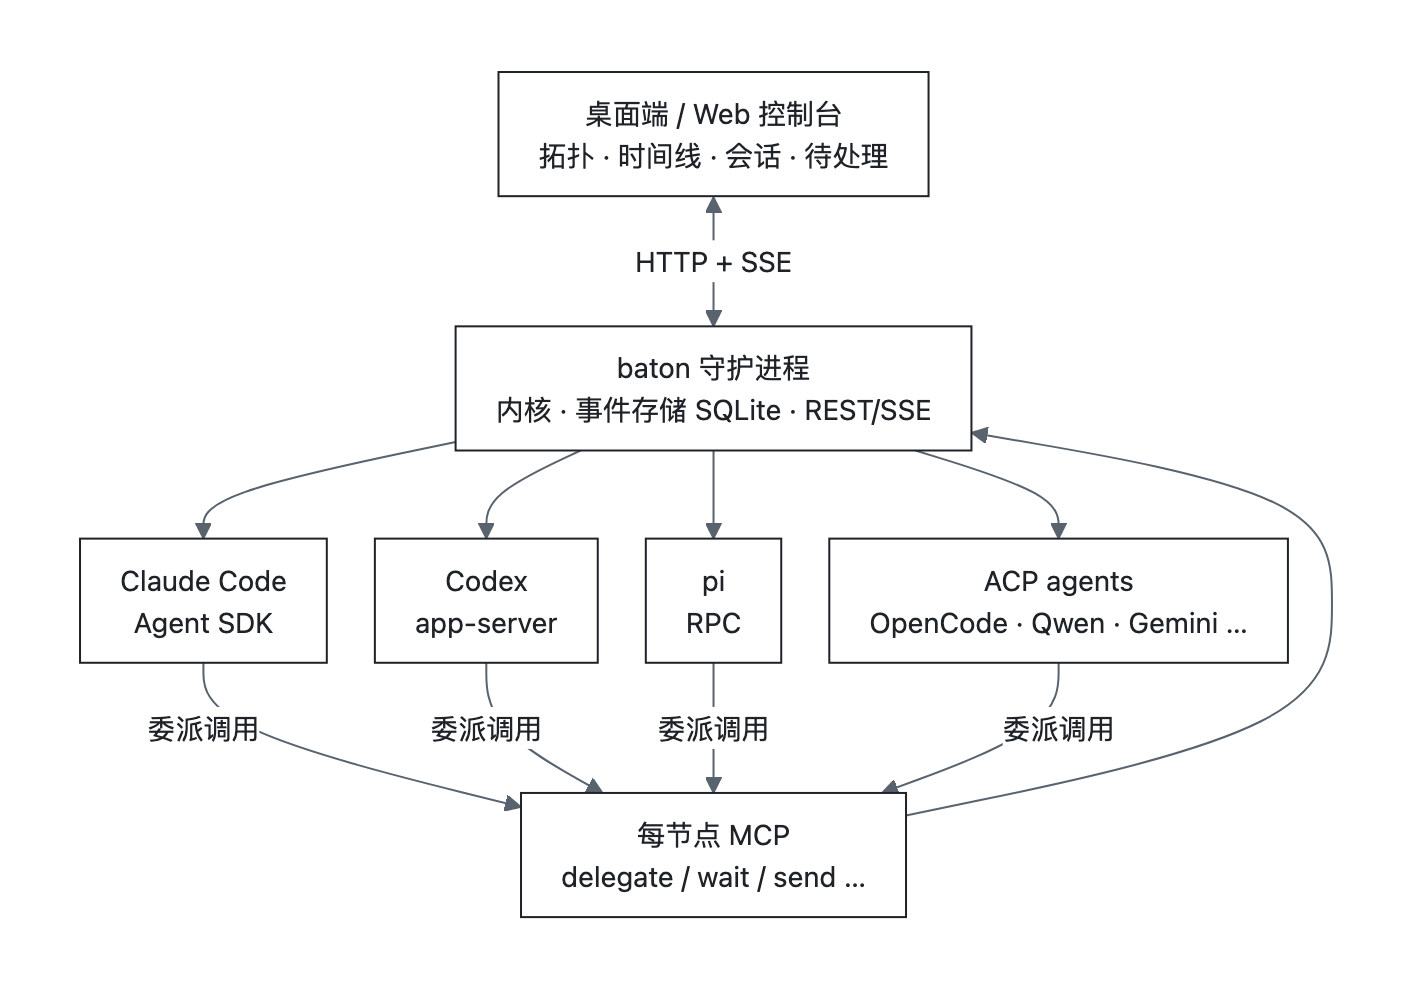 桌面端 / Web 控制台
拓扑 · 时间线 · 会话 · 待处理
HTTP + SSE
baton 守护进程
内核 · 事件存储 SQLite · REST/SSE
Claude Code
Agent SDK
Codex
app-server
pi
RPC
ACP agents
OpenCode · Qwen · Gemini ...
委派调用
委派调用
委派调用
委派调用
每节点 MCP
delegate / wait / send ...